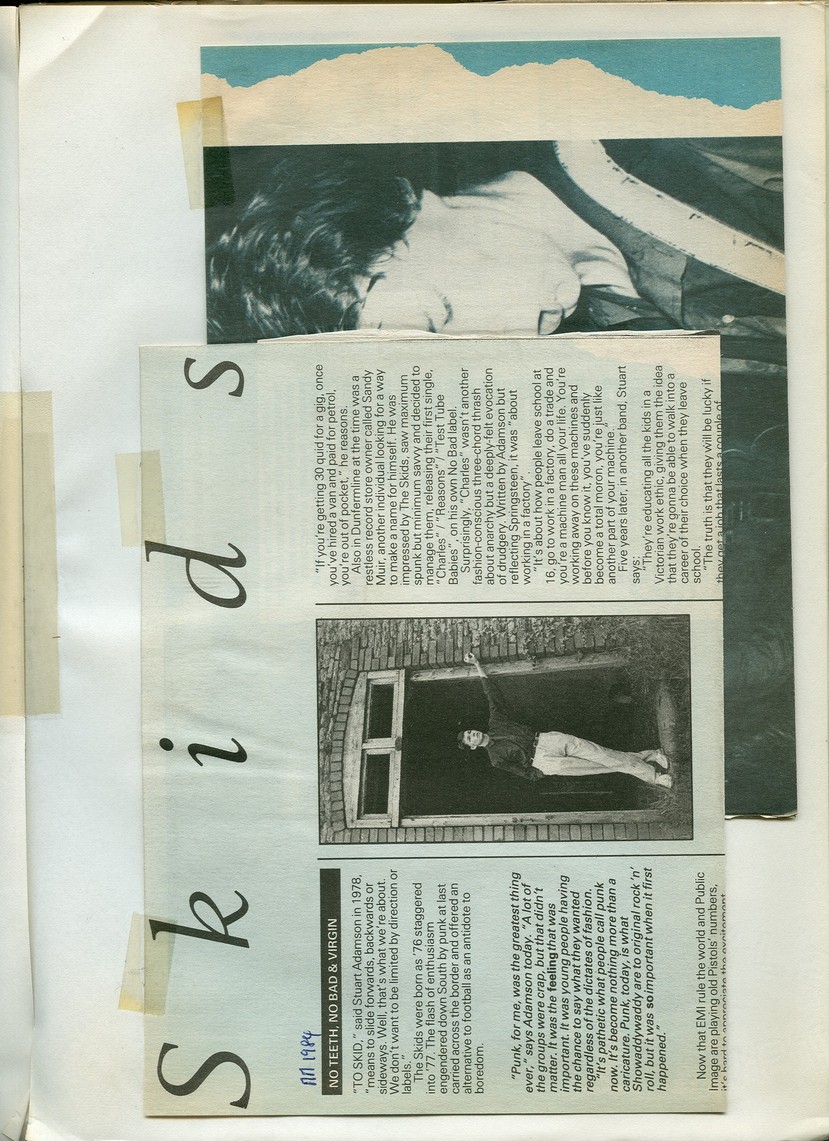 Skids
ΠΠ 1984
NO TEETH, NO BAD & VIRGIN
"TO SKID," said Stuart Adamson in 1978,
"means to slide forwards, backwards or
sideways. Well, that's what we're about.
We don't want to be limited by direction or
labels."
The Skids were born as '76 staggered
into '77. The flash of enthusiasm
engendered down South by punk at last
carried across the border and offered an
alternative to football as an antidote to
boredom.
"Punk, for me, was the greatest thing
ever," says Adamson today. "A lot of
the groups were crap, but that didn't
matter. It was the feeling that was
important. It was young people having
the chance to say what they wanted
regardless of the dictates of fashion.
"It's pathetic what people call punk
now. It's become nothing more than a
caricature. Punk, today, is what
Showaddywaddy are to original rock 'n'
roll, but it was so important when it first
happened."
Now that EMI rule the world and Public
Image are playing old Pistols' numbers,
it's hard to appreciate the excitement
"If you're getting 30 quid for a gig, once
you've hired a van and paid for petrol,
you're out of pocket," he reasons.
Also in Dunfermline at the time was a
restless record store owner called Sandy
Muir, another individual looking for a way
to make a name for himself. He was
impressed by The Skids, saw maximum
spunk but minimum savvy and decided to
manage them, releasing their first single,
"Charles" / "Reasons" / "Test Tube
Babies", on his own No Bad label.
Surprisingly, "Charles" wasn't another
fashion-conscious three-chord thrash
about anarchy but a deeply-felt evocation
of drudgery. Written by Adamson but
reflecting Springsteen, it was "about
working in a factory".
"It's about how people leave school at
16, go to work in a factory, do a trade and
you're a machine man all your life. You're
working away on these machines and
before you know it, you've suddenly
become a total moron, you're just like
another part of your machine."
Five years later, in another band, Stuart
says:
"They're educating all the kids in a
Victorian work ethic, giving them the idea
that they're gonna be able to walk into a
career of their choice when they leave
school.
"The truth is that they will be lucky if
they get a job that lasts a couple of